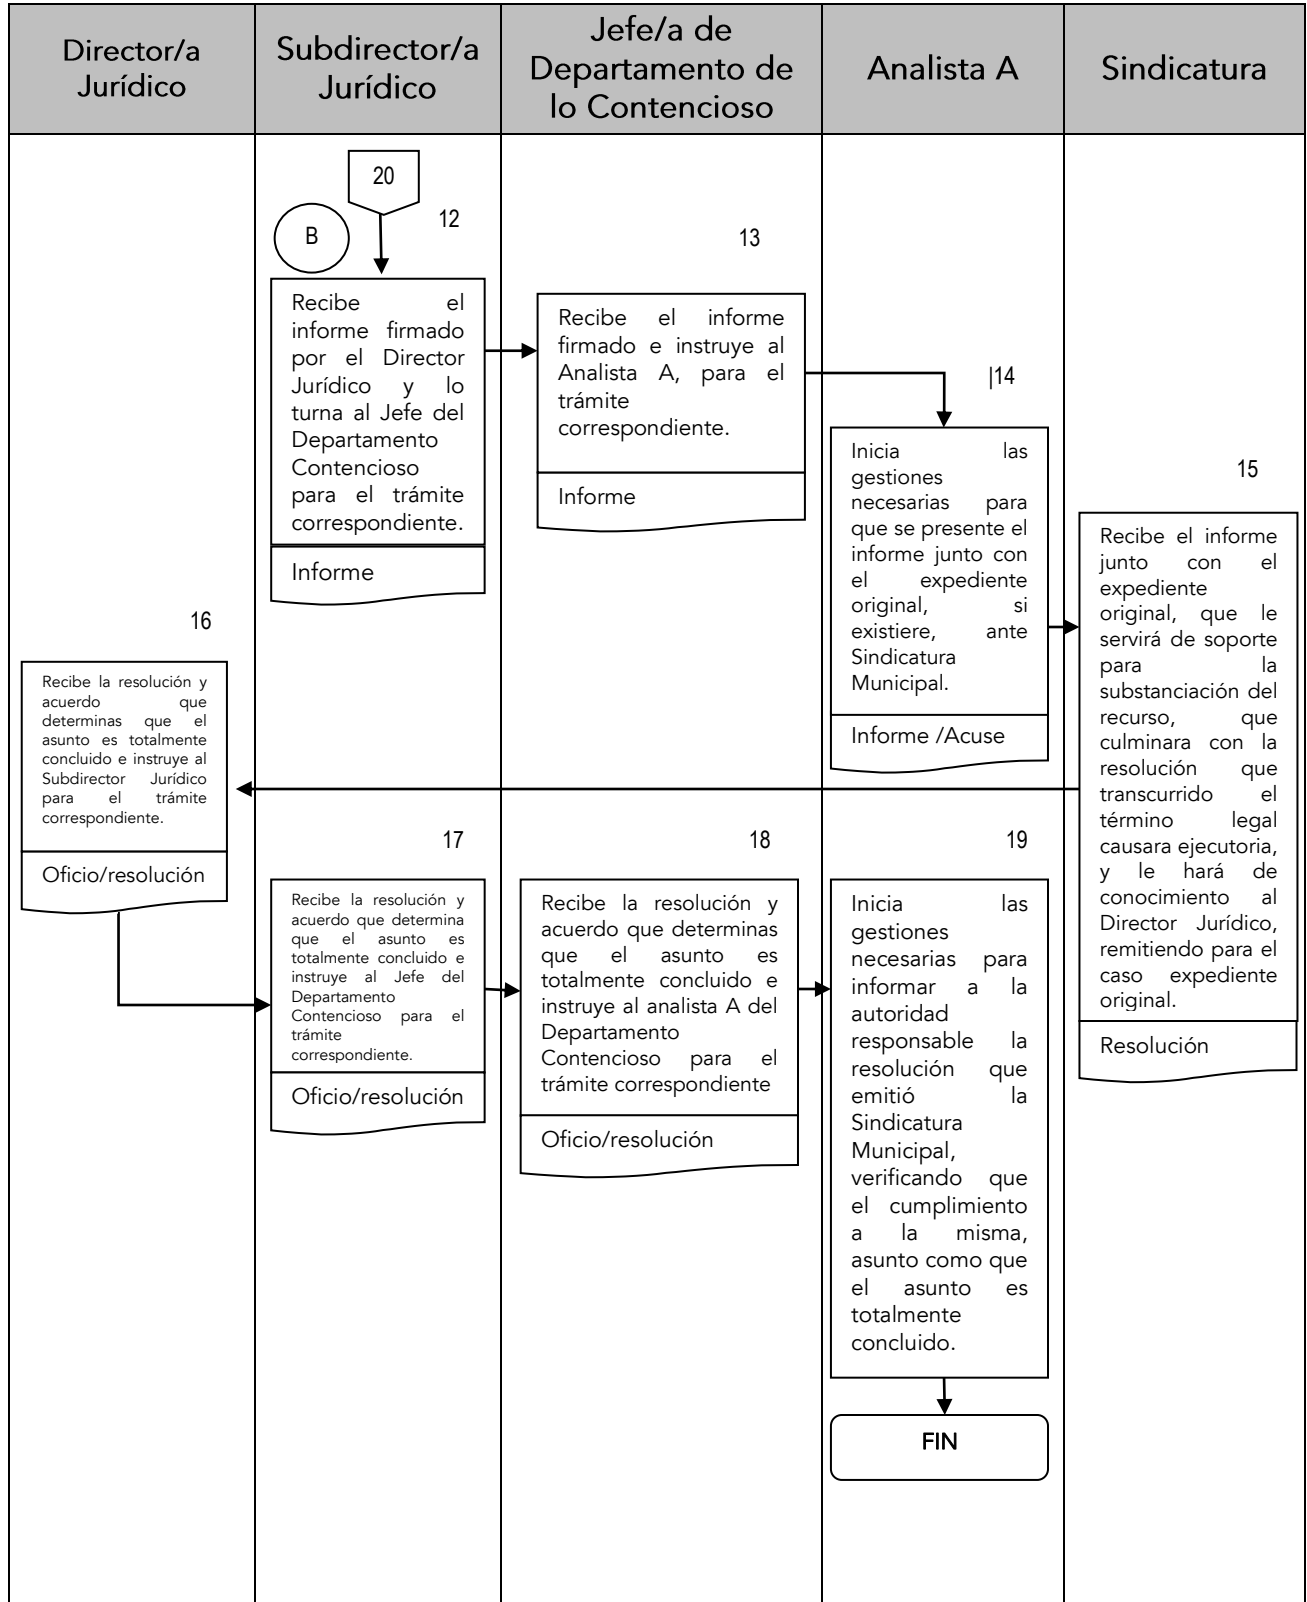 Director/a
Jurídico
Subdirector/a
Jurídico
Jefe/a de
Departamento de
lo Contencioso
Analista A
Sindicatura
20
B
12
Recibe el
informe firmado
por el Director
Jurídico y lo
turna al Jefe del
Departamento
Contencioso
para el trámite
correspondiente.
Informe
13
Recibe el informe
firmado e instruye al
Analista A, para el
trámite
correspondiente.
Informe
|14
Inicia las
gestiones
necesarias para
que se presente el
informe junto con
el expediente
original, si
existiere, ante
Sindicatura
Municipal.
Informe /Acuse
15
Recibe el informe
junto con el
expediente
original, que le
servirá de soporte
para la
substanciación del
recurso, que
culminara con la
resolución que
transcurrido el
término legal
causara ejecutoria,
y le hará de
conocimiento al
Director Jurídico,
remitiendo para el
caso expediente
original.
Resolución
16
Recibe la resolución y
acuerdo que
determinas que el
asunto es totalmente
concluido e instruye al
Subdirector Jurídico
para el trámite
correspondiente.
Oficio/resolución
17
Recibe la resolución y
acuerdo que determina
que el asunto es
totalmente concluido e
instruye al Jefe del
Departamento
Contencioso para el
trámite
correspondiente.
Oficio/resolución
18
Recibe la resolución y
acuerdo que determinas
que el asunto es
totalmente concluido e
instruye al analista A del
Departamento
Contencioso para el
trámite correspondiente
Oficio/resolución
19
Inicia las
gestiones
necesarias para
informar a la
autoridad
responsable la
resolución que
emitió la
Sindicatura
Municipal,
verificando que
el cumplimiento
a la misma,
asunto como que
el asunto es
totalmente
concluido.
FIN